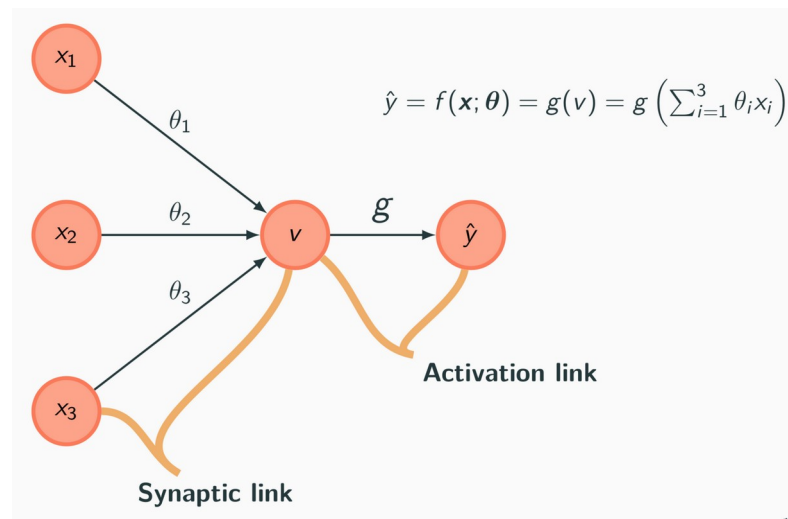 x₁
θ₁
ŷ = f(x; θ) = g(v) = g(∑³ᵢ₌₁ θᵢxᵢ)
x₂
θ₂
v
g
ŷ
θ₃
x₃
Activation link
Synaptic link